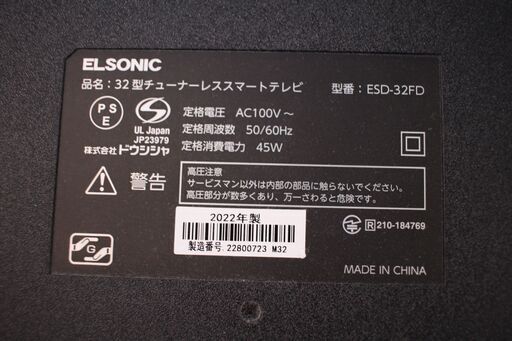 ELSONIC
品名：32型チューナーレススマートテレビ 型番：ESD-32FD
PSE
UL Japan
JP23979
株式会社ドウシシャ
定格電圧 AC100V～
定格周波数 50/60Hz
定格消費電力 45W
警告
高圧注意
サービスマン以外は内部の部品に触らないでください。
高圧部分が数多くあり、万一さわると危険です。
2022年製
製造番号 22800723 M32
R 210-184769
G
MADE IN CHINA